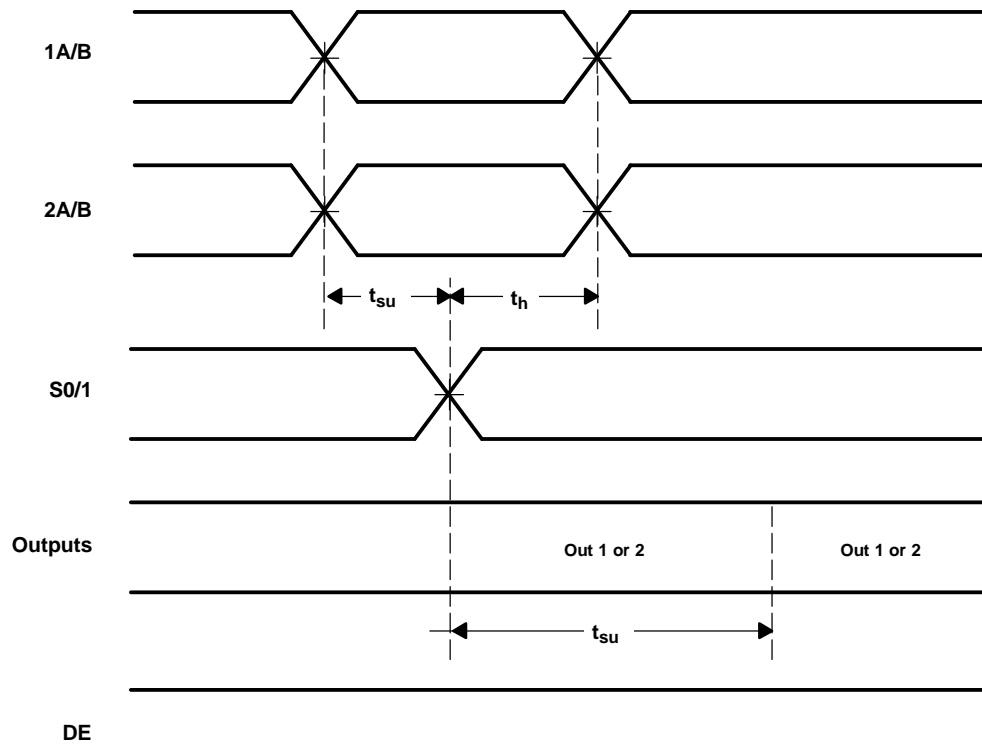 1A/B
2A/B
tsu
th
S0/1
Outputs
Out 1 or 2
Out 1 or 2
tsu
DE